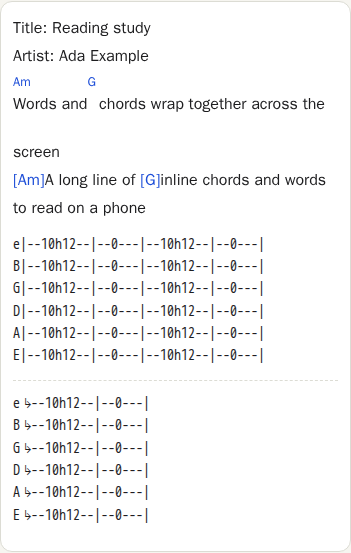 Title: Reading study
Artist: Ada Example
Am G
Words and chords wrap together across the
screen
[Am]A long line of [G]inline chords and words
to read on a phone
e|--10h12--|--0---|--10h12--|--0---|
B|--10h12--|--0---|--10h12--|--0---|
G|--10h12--|--0---|--10h12--|--0---|
D|--10h12--|--0---|--10h12--|--0---|
A|--10h12--|--0---|--10h12--|--0---|
E|--10h12--|--0---|--10h12--|--0---|
e ↳--10h12--|--0---|
B ↳--10h12--|--0---|
G ↳--10h12--|--0---|
D ↳--10h12--|--0---|
A ↳--10h12--|--0---|
E ↳--10h12--|--0---|